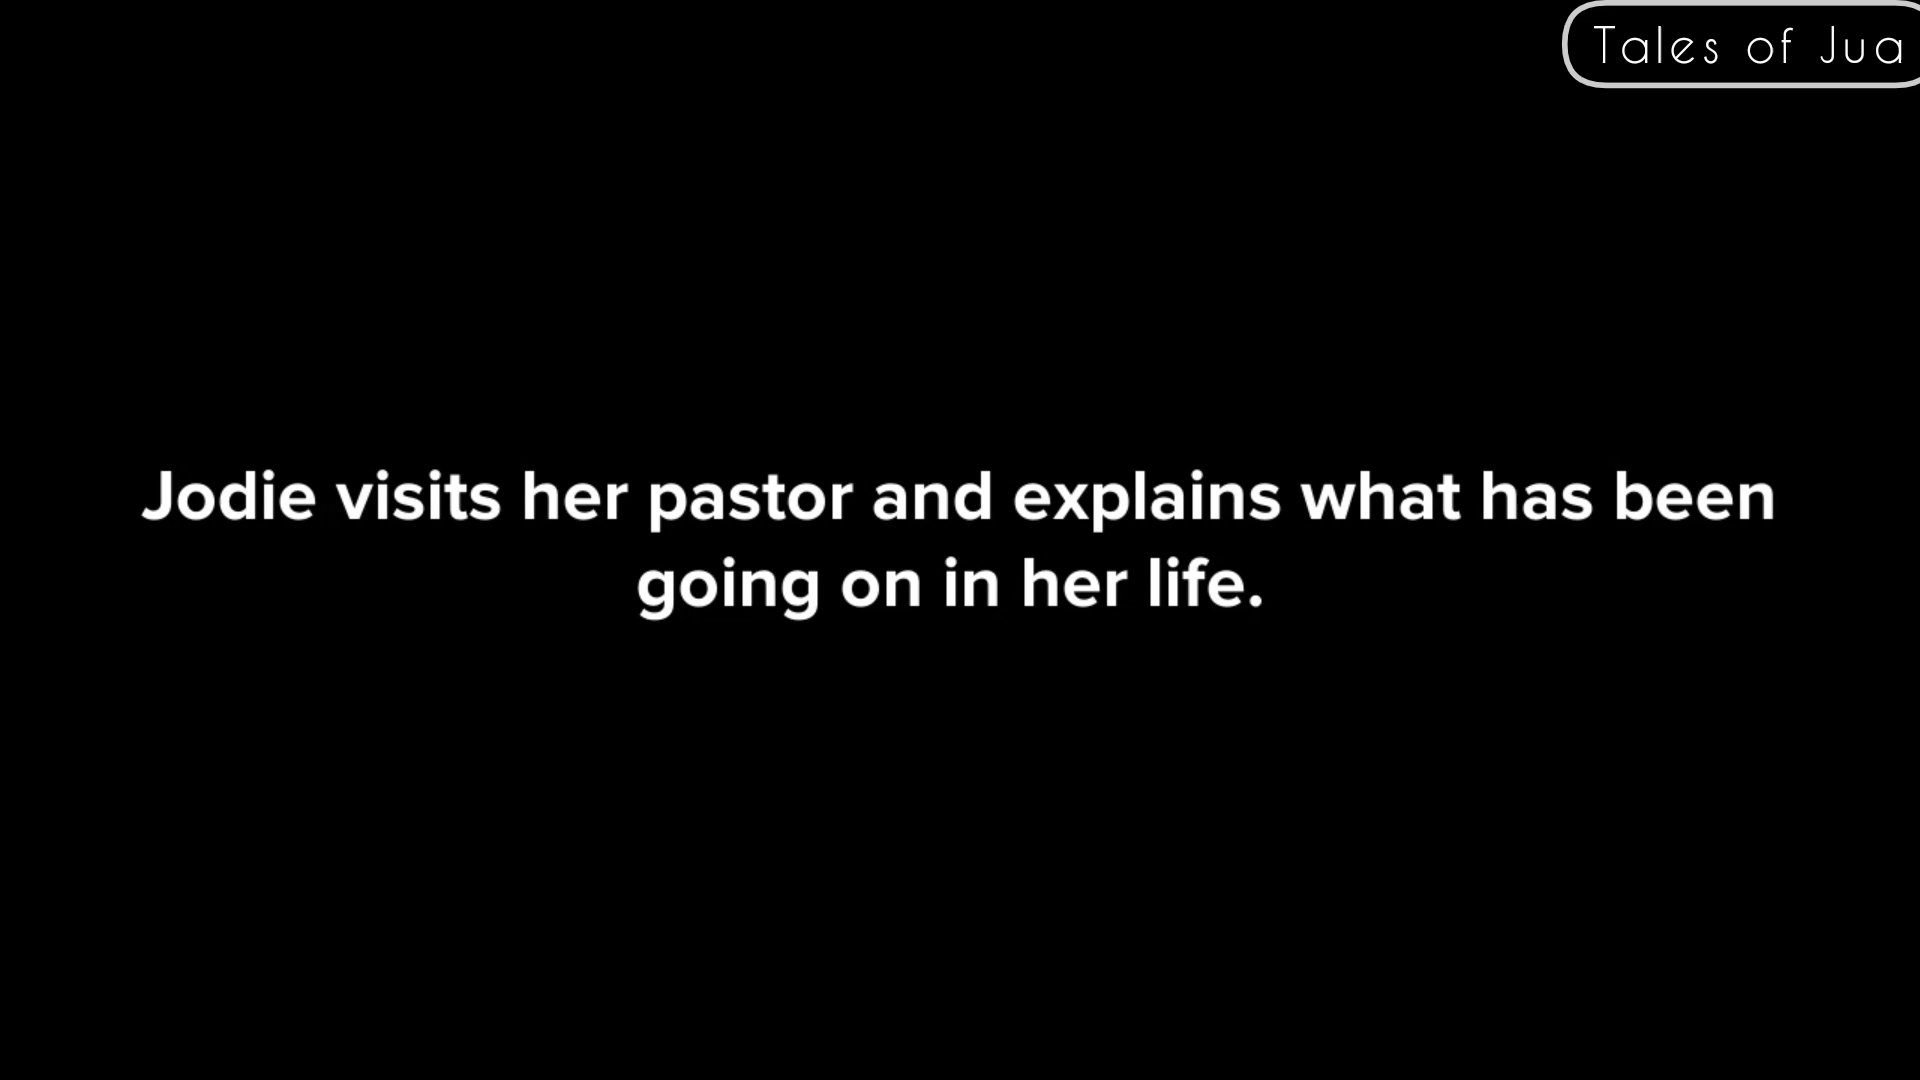 Tales of Jua
Jodie visits her pastor and explains what has been
going on in her life.